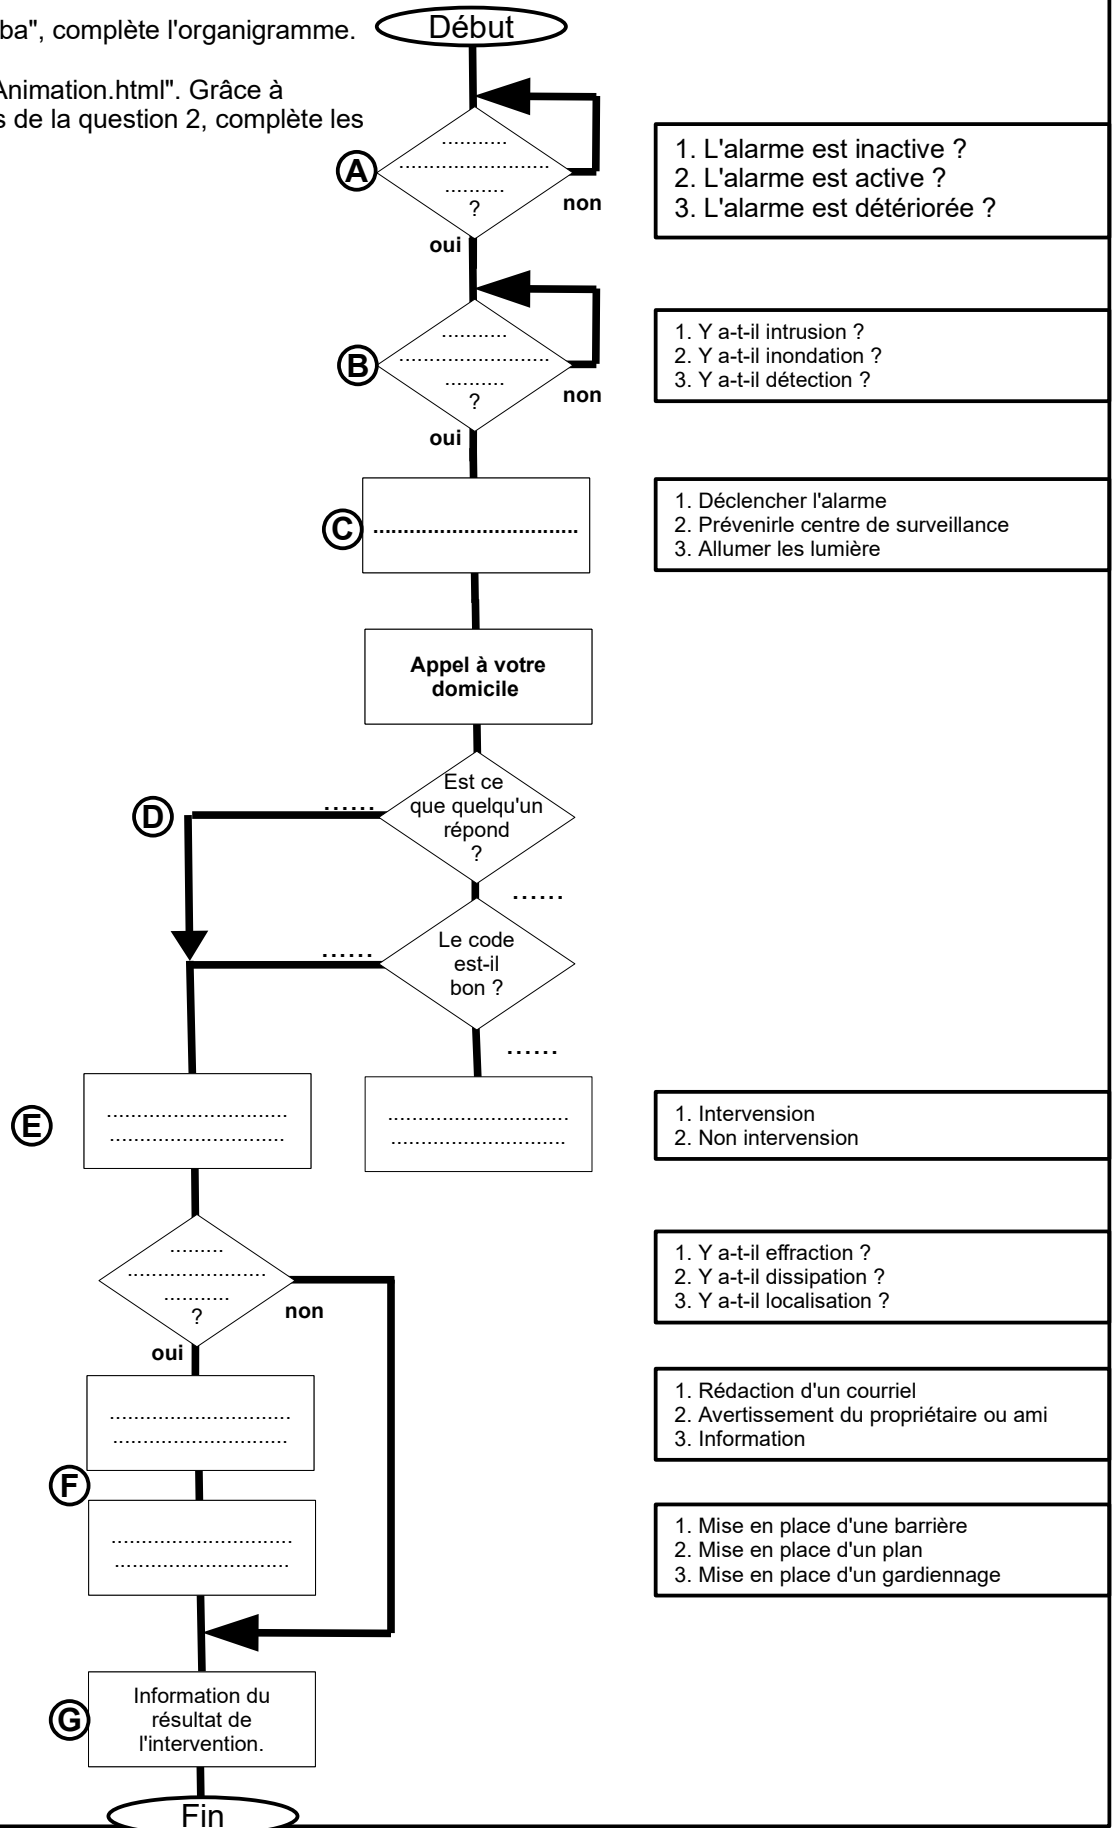 ba", complète l'organigramme.
Début
Animation.html". Grâce à
s de la question 2, complète les
...........
..........................
..........
?
A
non
oui
1. L'alarme est inactive ?
2. L'alarme est active ?
3. L'alarme est détériorée ?
...........
..........................
..........
?
B
non
oui
1. Y a-t-il intrusion ?
2. Y a-t-il inondation ?
3. Y a-t-il détection ?
C
................................
1. Déclencher l'alarme
2. Prévenirle centre de surveillance
3. Allumer les lumière
Appel à votre
domicile
D
......
Est ce
que quelqu'un
répond
?
......
......
Le code
est-il
bon ?
......
E
...............................
..............................
...............................
..............................
1. Intervension
2. Non intervension
.........
........................
...........
?
non
oui
1. Y a-t-il effraction ?
2. Y a-t-il dissipation ?
3. Y a-t-il localisation ?
...............................
..............................
1. Rédaction d'un courriel
2. Avertissement du propriétaire ou ami
3. Information
F
...............................
..............................
1. Mise en place d'une barrière
2. Mise en place d'un plan
3. Mise en place d'un gardiennage
G
Information du
résultat de
l'intervention.
Fin